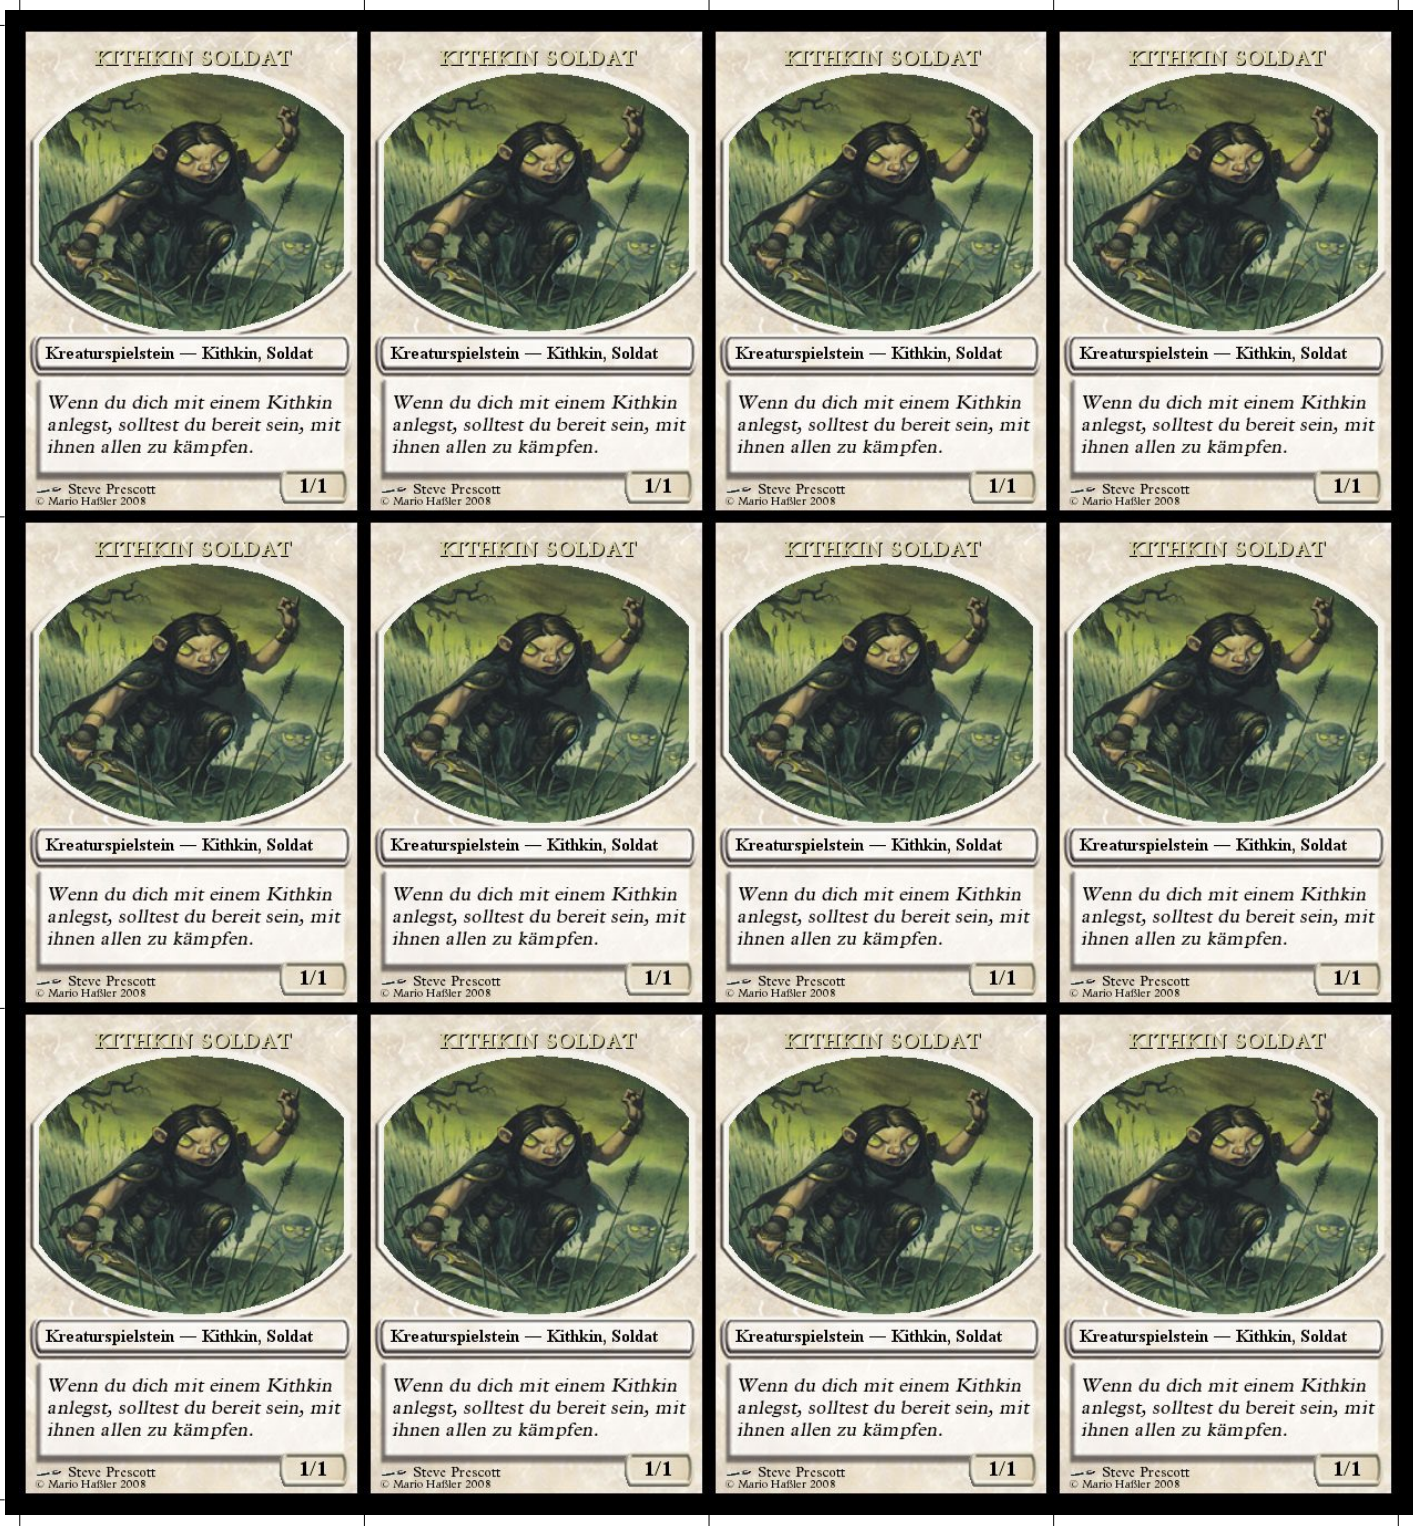 KITHKIN SOLDAT
Kreaturspielstein — Kithkin, Soldat
Wenn du dich mit einem Kithkin
anlegst, solltest du bereit sein, mit
ihnen allen zu kämpfen.
Steve Prescott
1/1
© Mario Haßler 2008
KITHKIN SOLDAT
Kreaturspielstein — Kithkin, Soldat
Wenn du dich mit einem Kithkin
anlegst, solltest du bereit sein, mit
ihnen allen zu kämpfen.
Steve Prescott
1/1
© Mario Haßler 2008
KITHKIN SOLDAT
Kreaturspielstein — Kithkin, Soldat
Wenn du dich mit einem Kithkin
anlegst, solltest du bereit sein, mit
ihnen allen zu kämpfen.
Steve Prescott
1/1
© Mario Haßler 2008
KITHKIN SOLDAT
Kreaturspielstein — Kithkin, Soldat
Wenn du dich mit einem Kithkin
anlegst, solltest du bereit sein, mit
ihnen allen zu kämpfen.
Steve Prescott
1/1
© Mario Haßler 2008
KITHKIN SOLDAT
Kreaturspielstein — Kithkin, Soldat
Wenn du dich mit einem Kithkin
anlegst, solltest du bereit sein, mit
ihnen allen zu kämpfen.
Steve Prescott
1/1
© Mario Haßler 2008
KITHKIN SOLDAT
Kreaturspielstein — Kithkin, Soldat
Wenn du dich mit einem Kithkin
anlegst, solltest du bereit sein, mit
ihnen allen zu kämpfen.
Steve Prescott
1/1
© Mario Haßler 2008
KITHKIN SOLDAT
Kreaturspielstein — Kithkin, Soldat
Wenn du dich mit einem Kithkin
anlegst, solltest du bereit sein, mit
ihnen allen zu kämpfen.
Steve Prescott
1/1
© Mario Haßler 2008
KITHKIN SOLDAT
Kreaturspielstein — Kithkin, Soldat
Wenn du dich mit einem Kithkin
anlegst, solltest du bereit sein, mit
ihnen allen zu kämpfen.
Steve Prescott
1/1
© Mario Haßler 2008
KITHKIN SOLDAT
Kreaturspielstein — Kithkin, Soldat
Wenn du dich mit einem Kithkin
anlegst, solltest du bereit sein, mit
ihnen allen zu kämpfen.
Steve Prescott
1/1
© Mario Haßler 2008
KITHKIN SOLDAT
Kreaturspielstein — Kithkin, Soldat
Wenn du dich mit einem Kithkin
anlegst, solltest du bereit sein, mit
ihnen allen zu kämpfen.
Steve Prescott
1/1
© Mario Haßler 2008
KITHKIN SOLDAT
Kreaturspielstein — Kithkin, Soldat
Wenn du dich mit einem Kithkin
anlegst, solltest du bereit sein, mit
ihnen allen zu kämpfen.
Steve Prescott
1/1
© Mario Haßler 2008
KITHKIN SOLDAT
Kreaturspielstein — Kithkin, Soldat
Wenn du dich mit einem Kithkin
anlegst, solltest du bereit sein, mit
ihnen allen zu kämpfen.
Steve Prescott
1/1
© Mario Haßler 2008